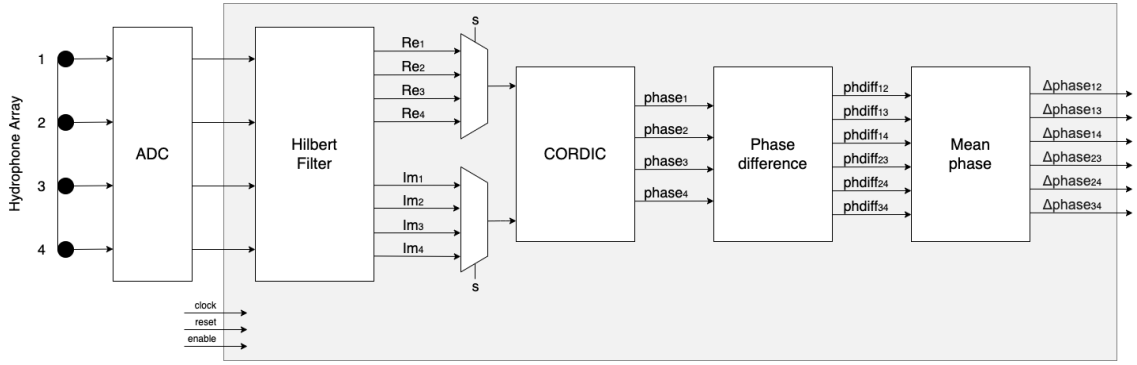 Hydrophone Array
1
2
3
4
ADC
Hilbert
Filter
Re1
Re2
Re3
Re4
Im1
Im2
Im3
Im4
s
s
CORDIC
phase1
phase2
phase3
phase4
Phase
difference
phdiff12
phdiff13
phdiff14
phdiff23
phdiff24
phdiff34
Mean
phase
Δphase12
Δphase13
Δphase14
Δphase23
Δphase24
Δphase34
clock
reset
enable